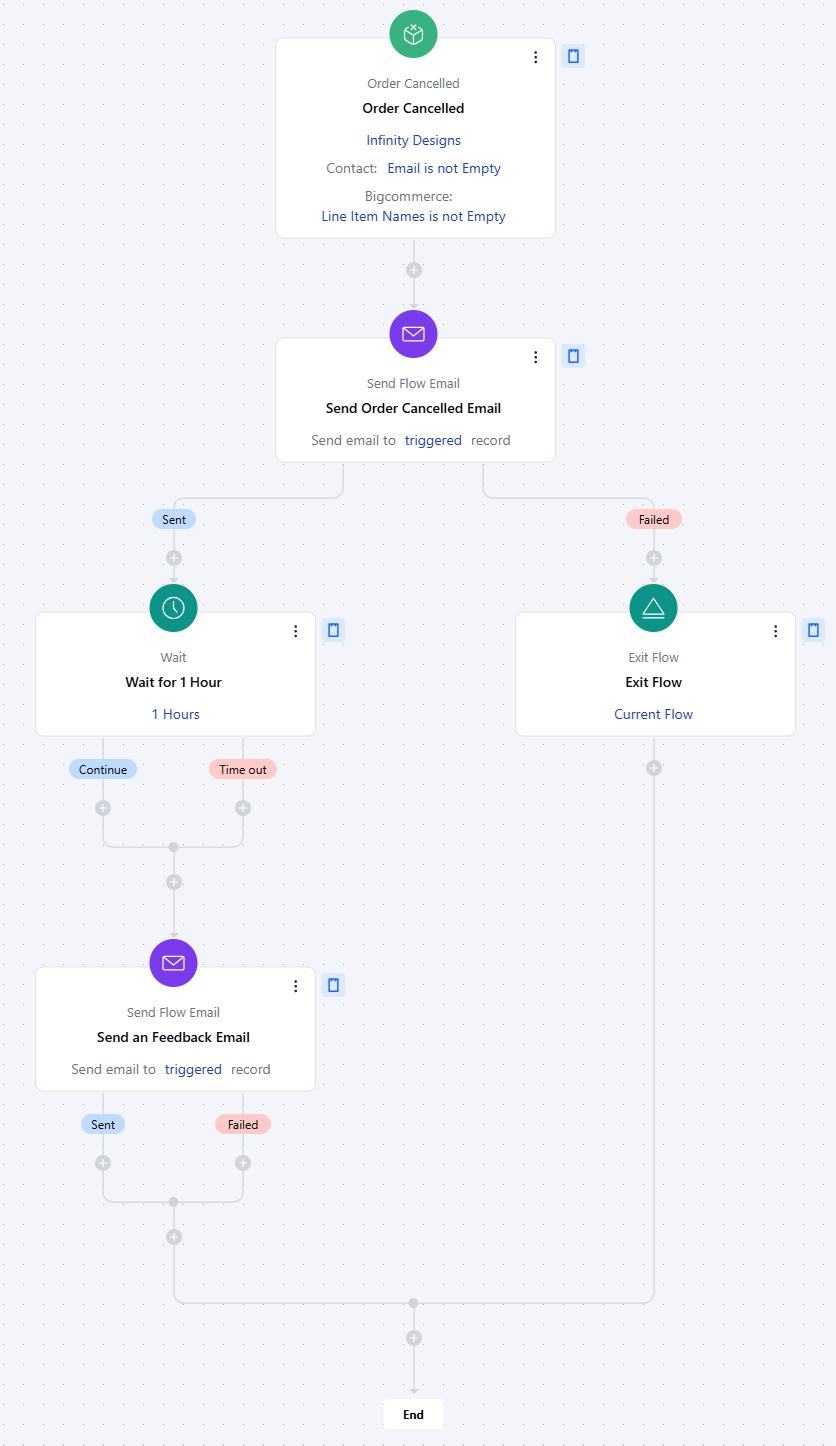 Order Cancelled
Order Cancelled
Infinity Designs
Contact: Email is not Empty
Bigcommerce:
Line Item Names is not Empty
Send Flow Email
Send Order Cancelled Email
Send email to triggered record
Sent
Failed
Wait
Wait for 1 Hour
1 Hours
Exit Flow
Exit Flow
Current Flow
Continue
Time out
Send Flow Email
Send an Feedback Email
Send email to triggered record
Sent
Failed
End